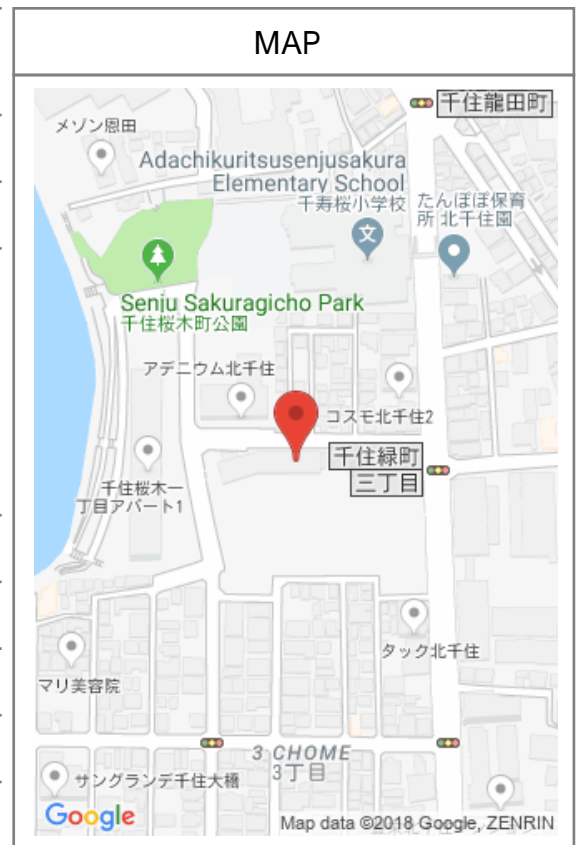 MAP
千住龍田町
メゾン恩田
Adachikuritsusenjusakura
Elementary School
千寿桜小学校
たんぽぽ保育
所 北千住園
文
Senju Sakuragicho Park
千住桜木町公園
アデニウム北千住
コスモ北千住2
千住緑町
三丁目
千住桜木一
丁目アパート1
タック北千住
マリ美容院
3 CHOME
3丁目
サングランデ千住大橋
Google
Map data ©2018 Google, ZENRIN